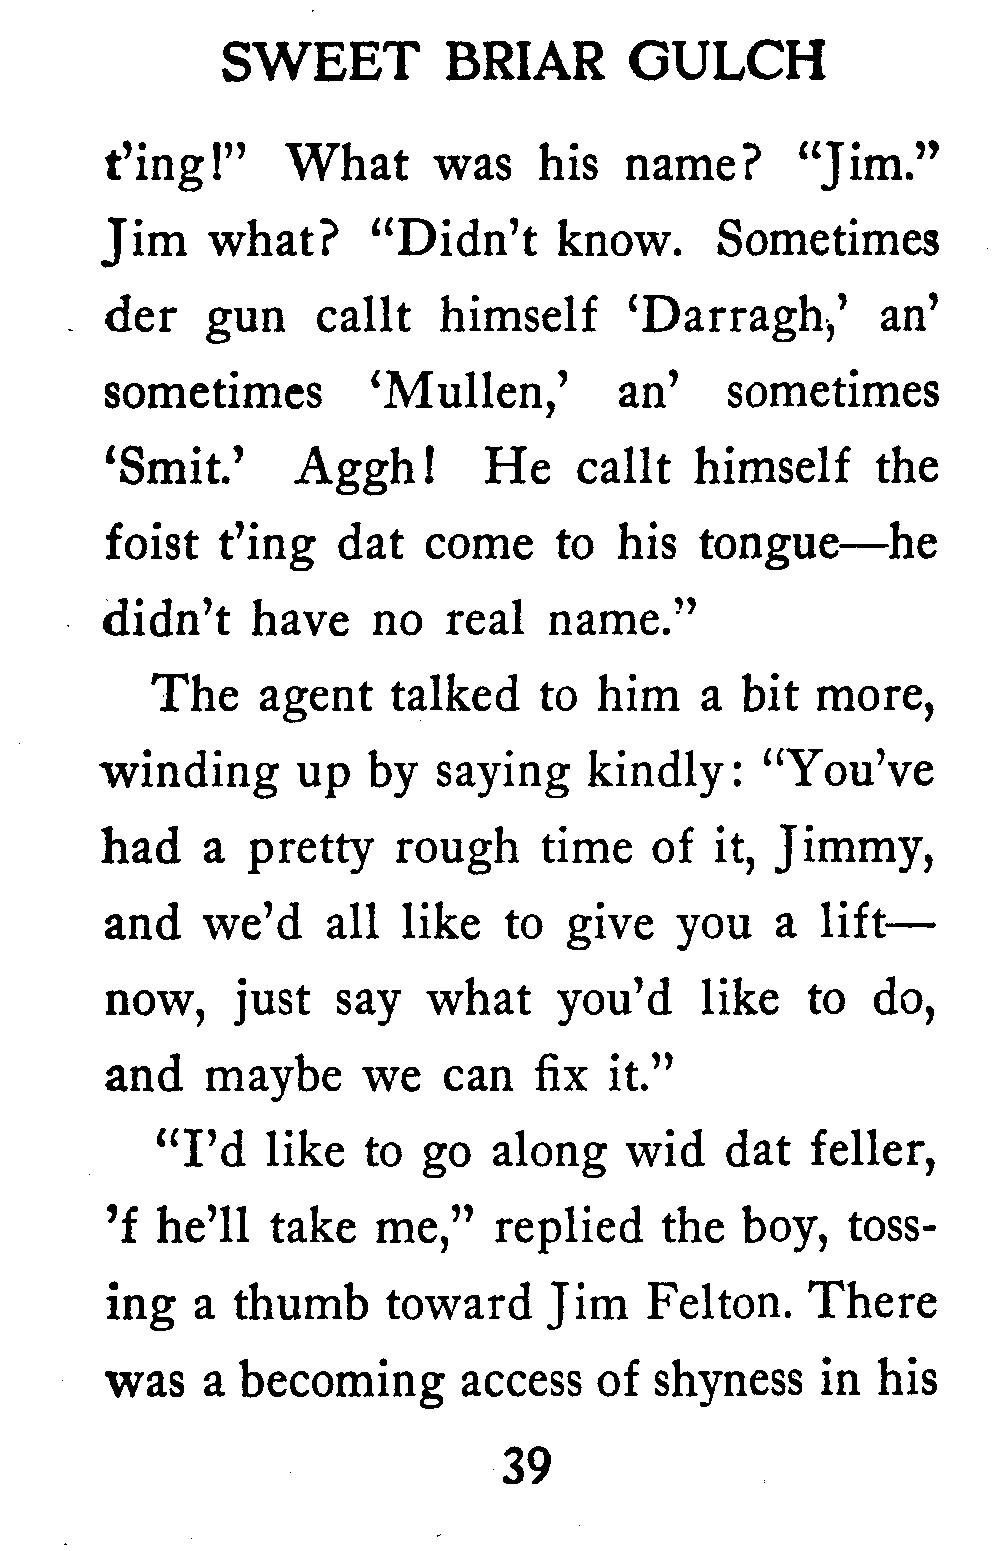 SWEET BRIAR GULCH
t’ing!” What was his name? “Jim.”
Jim what? “Didn’t know. Sometimes
der gun callt himself ‘Darragh,’ an’
sometimes ‘Mullen,’ an’ sometimes
‘Smit.’ Aggh! He callt himself the
foist t’ing dat come to his tongue—he
didn’t have no real name.”
The agent talked to him a bit more,
winding up by saying kindly: “You’ve
had a pretty rough time of it, Jimmy,
and we’d all like to give you a lift—
now, just say what you’d like to do,
and maybe we can fix it.”
“I’d like to go along wid dat feller,
’f he’ll take me,” replied the boy, toss-
ing a thumb toward Jim Felton. There
was a becoming access of shyness in his
39